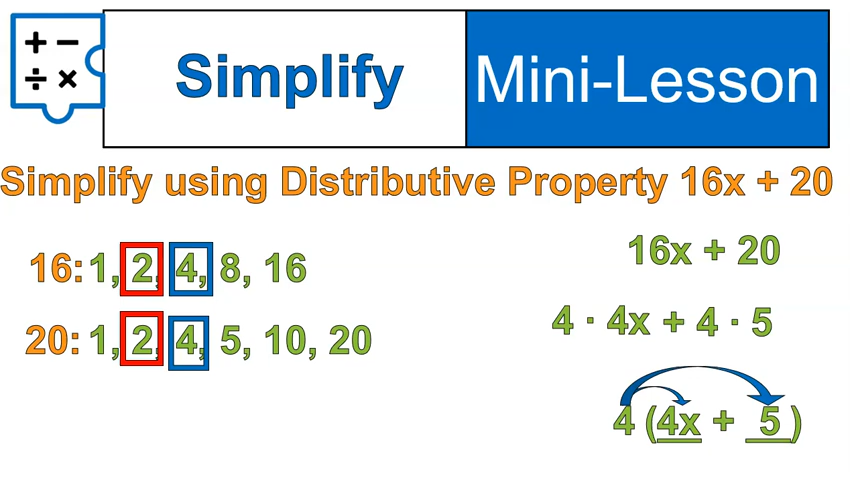 + −
÷ ×
Simplify
Mini-Lesson
Simplify using Distributive Property 16x + 20
16: 1, 2, 4, 8, 16
20: 1, 2, 4, 5, 10, 20
16x + 20
4 · 4x + 4 · 5
4 (4x + 5 )